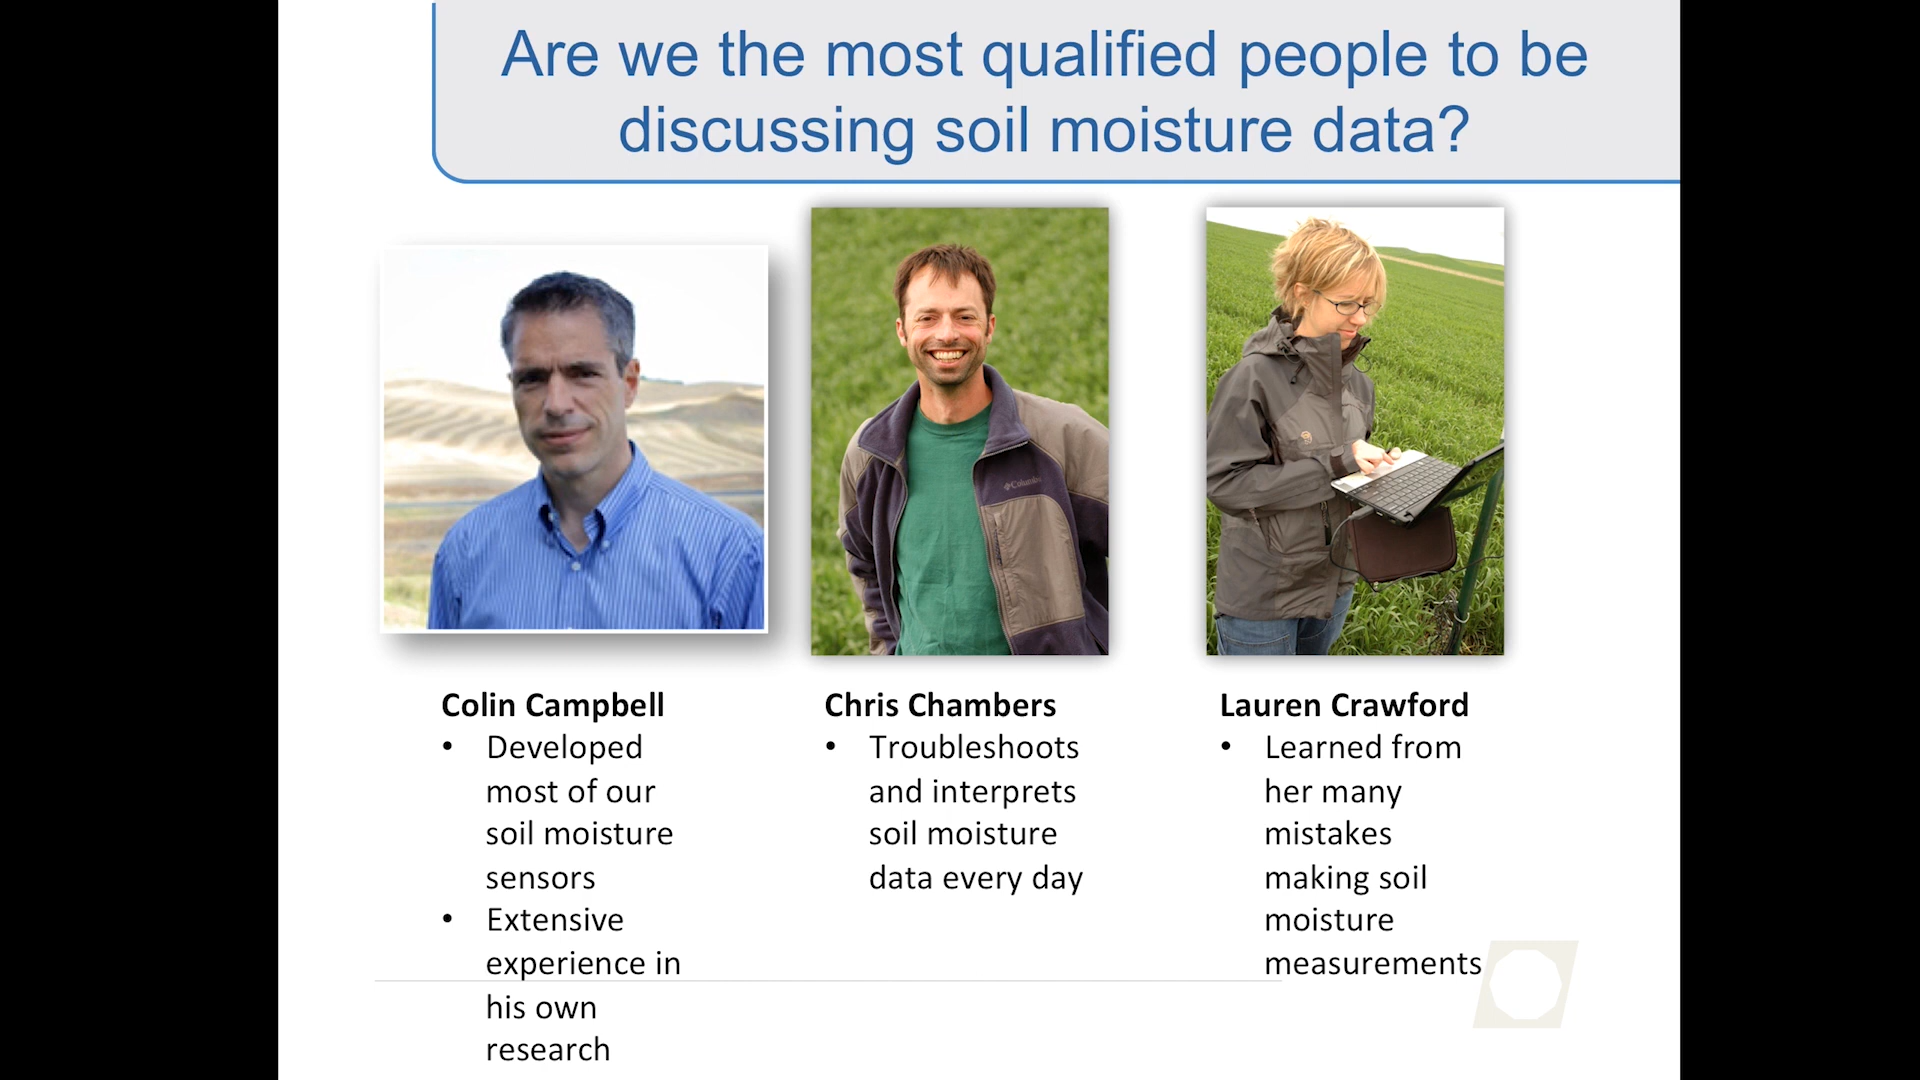 Are we the most qualified people to be
discussing soil moisture data?
Colin Campbell
• Developed
most of our
soil moisture
sensors
• Extensive
experience in
his own
research
Chris Chambers
• Troubleshoots
and interprets
soil moisture
data every day
Lauren Crawford
• Learned from
her many
mistakes
making soil
moisture
measurements
Columbia